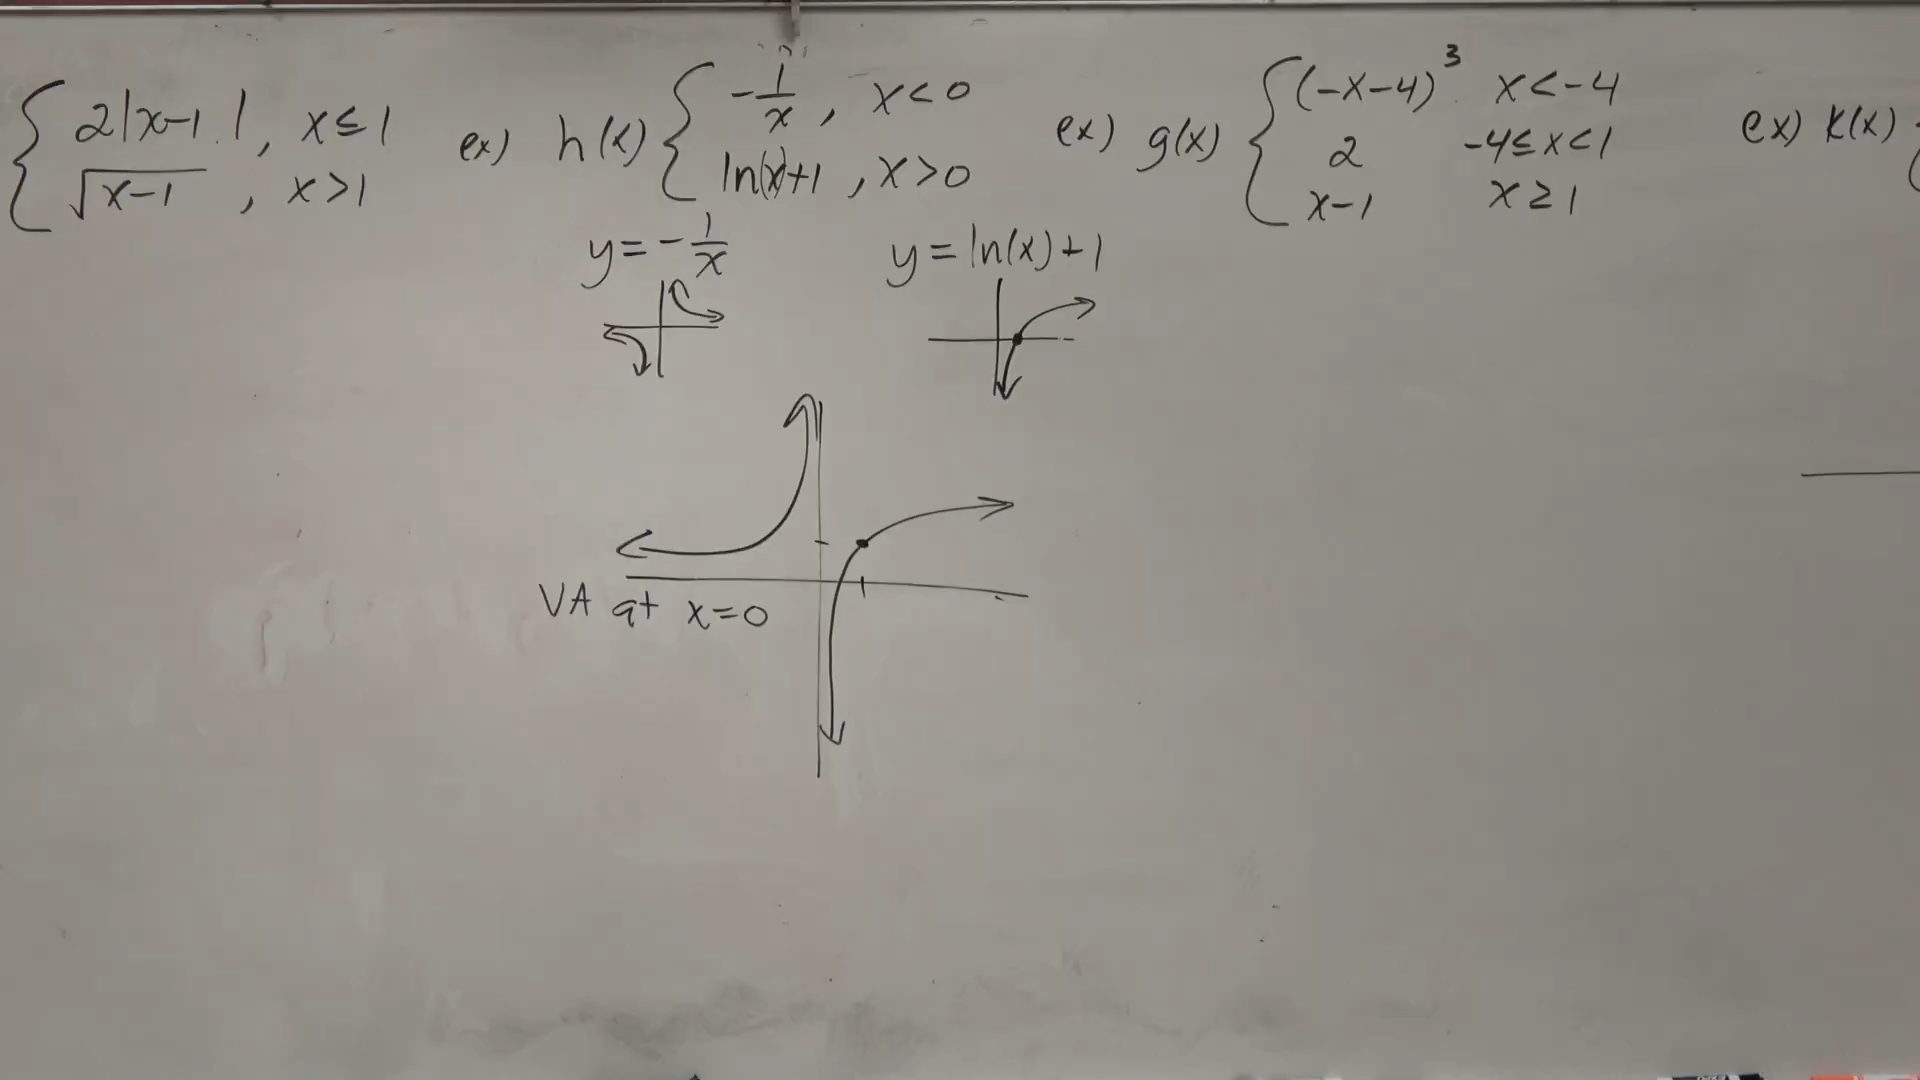 { 2|x-1|, x≤1
√x-1, x>1
ex) h(x) { -1/x, x<0
ln(x)+1, x>0
y=-1/x
y=ln(x)+1
VA at x=0
ex) g(x) { (-x-4)³ x<-4
2 -4≤x<1
x-1 x≥1
ex) K(x)